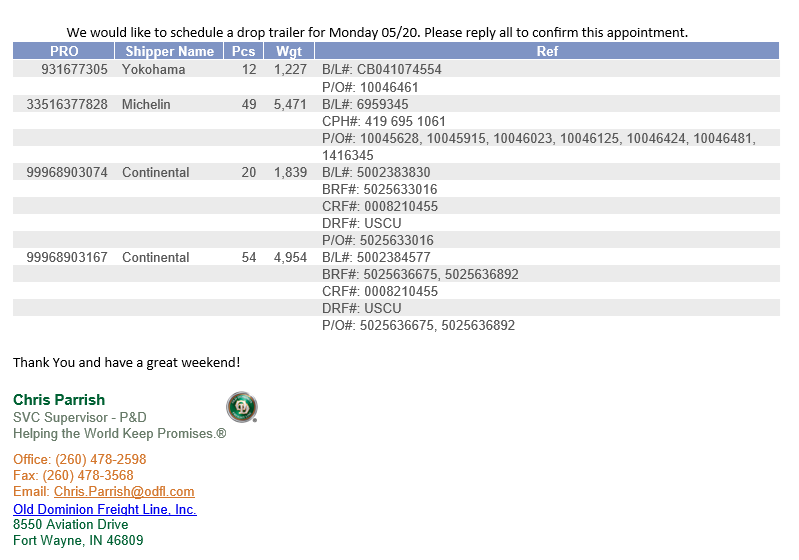 We would like to schedule a drop trailer for Monday 05/20. Please reply all to confirm this appointment.
PRO Shipper Name Pcs Wgt Ref
931677305 Yokohama 12 1,227 B/L#: CB041074554
P/O#: 10046461
33516377828 Michelin 49 5,471 B/L#: 6959345
CPH#: 419 695 1061
P/O#: 10045628, 10045915, 10046023, 10046125, 10046424, 10046481,
1416345
99968903074 Continental 20 1,839 B/L#: 5002383830
BRF#: 5025633016
CRF#: 0008210455
DRF#: USCU
P/O#: 5025633016
99968903167 Continental 54 4,954 B/L#: 5002384577
BRF#: 5025636675, 5025636892
CRF#: 0008210455
DRF#: USCU
P/O#: 5025636675, 5025636892
Thank You and have a great weekend!
Chris Parrish
SVC Supervisor - P&D
Helping the World Keep Promises.®
Office: (260) 478-2598
Fax: (260) 478-3568
Email: Chris.Parrish@odfl.com
Old Dominion Freight Line, Inc.
8550 Aviation Drive
Fort Wayne, IN 46809